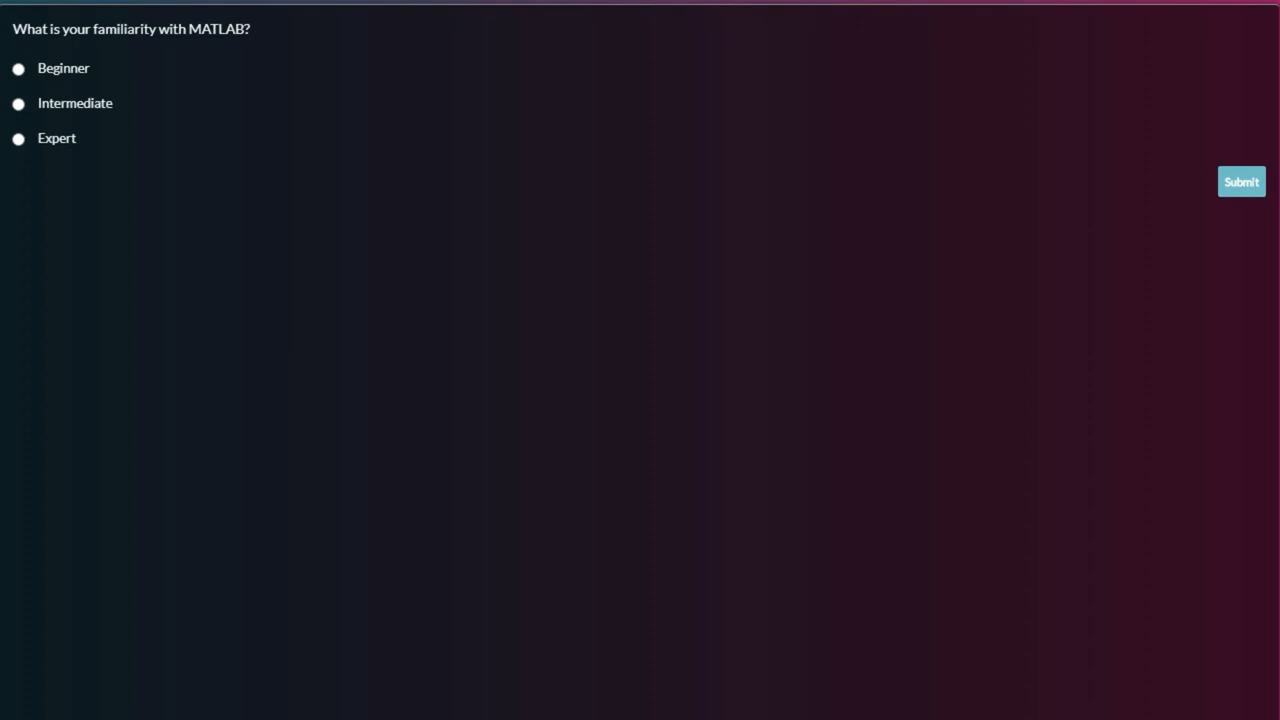 What is your familiarity with MATLAB?
Beginner
Intermediate
Expert
Submit